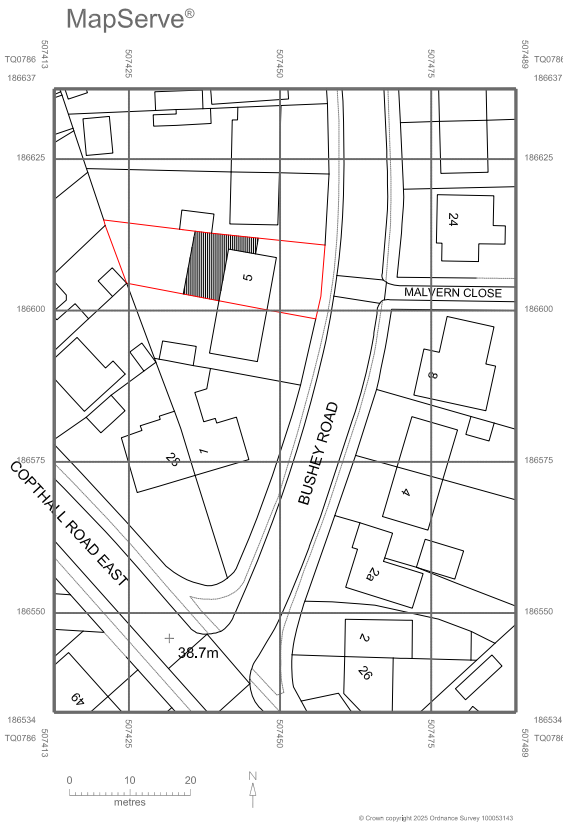 MapServe®
507413
507425
507450
507475
507489
TQ0786
186637
TQ0786
186637
186625
186625
24
5
MALVERN CLOSE
186600
186600
8
BUSHEY ROAD
28
1
186575
186575
4
COPTHALL ROAD EAST
2a
186550
186550
2
38.7m
26
49
186534
TQ0786
186534
TQ0786
507413
507425
507450
507475
507489
0 10 20
metres
N
© Crown copyright 2025 Ordnance Survey 100053143